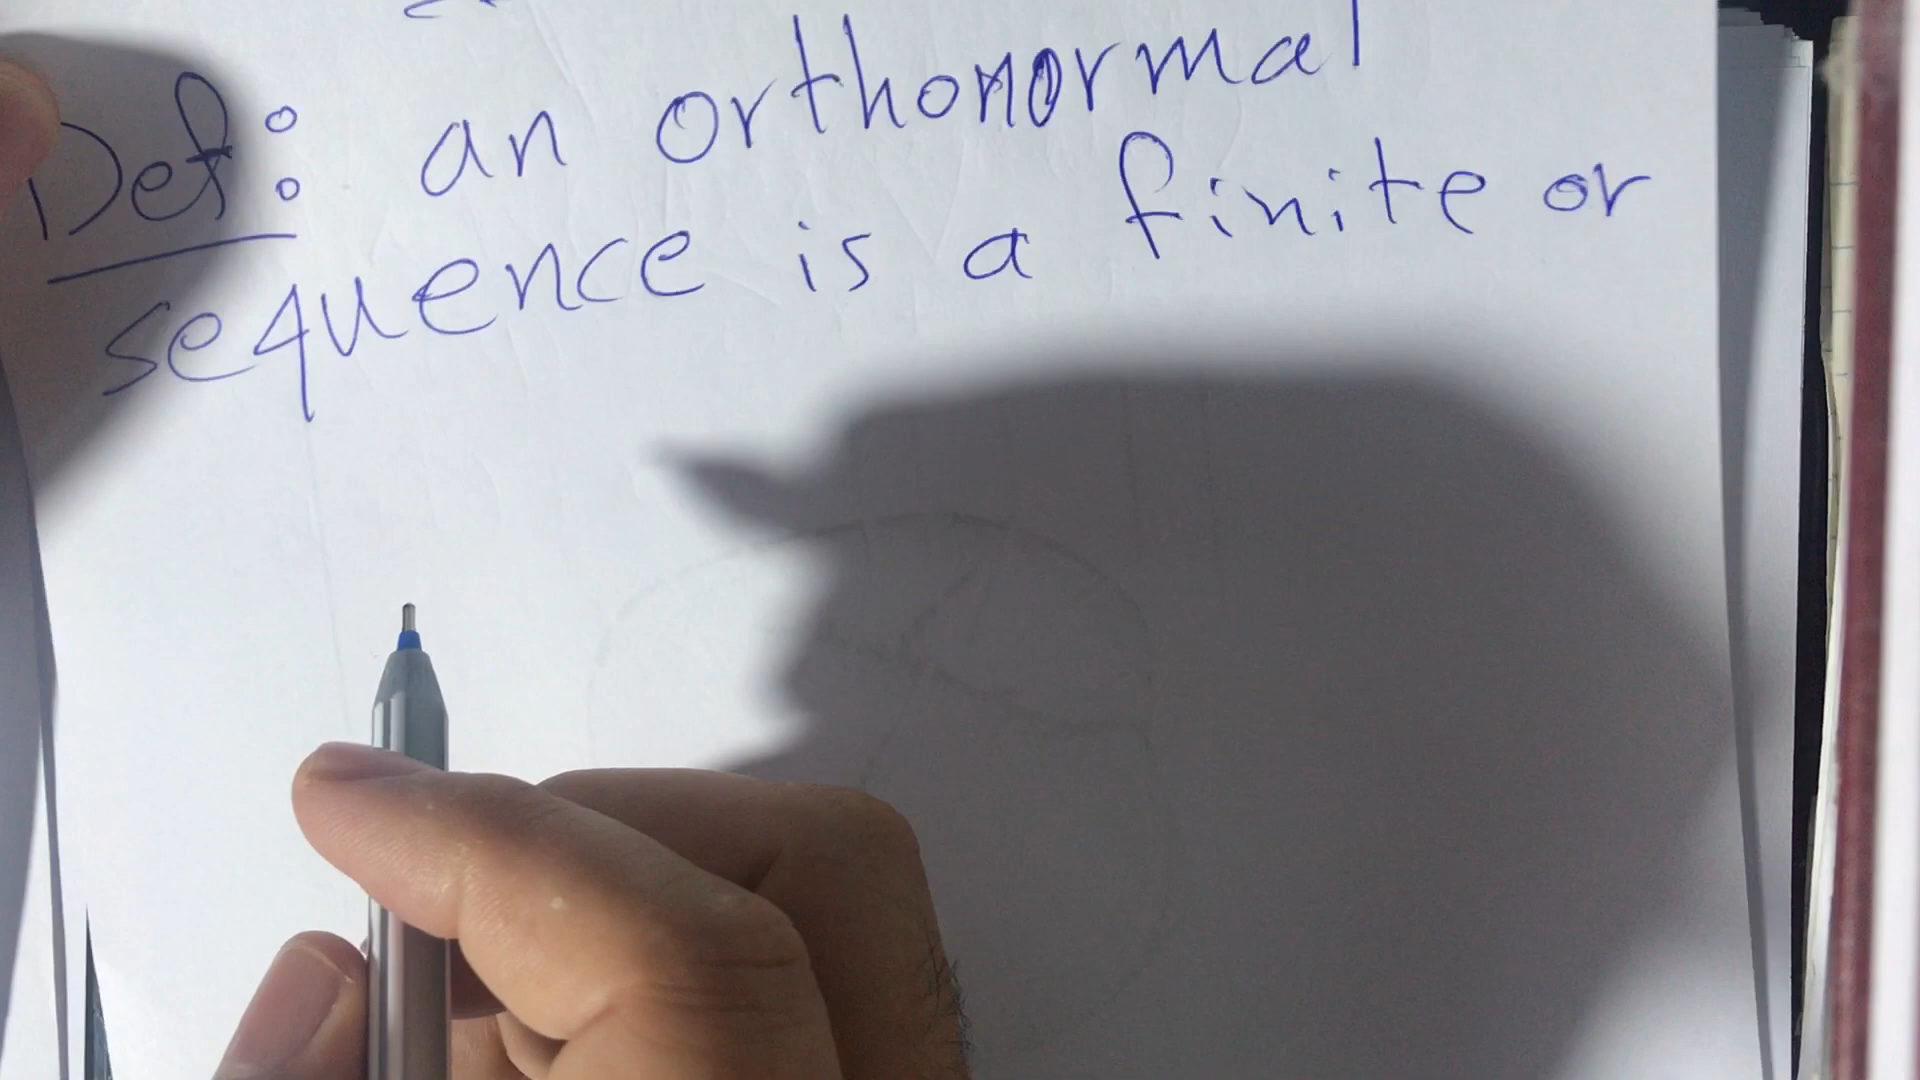 Def: an orthonormal
sequence is a finite or